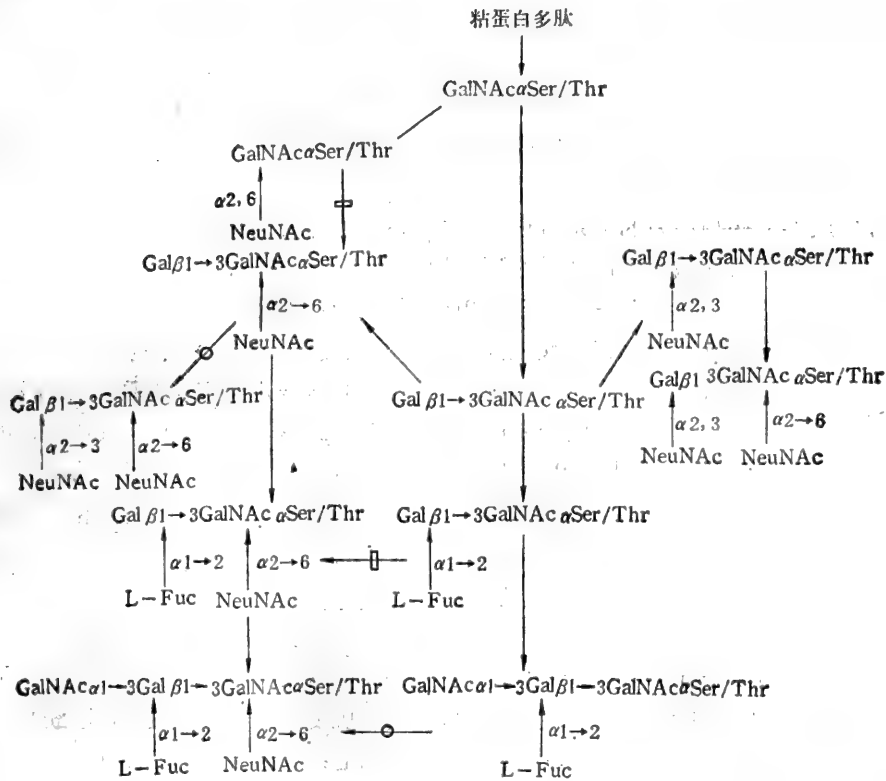 粘蛋白多肽
GalNAcαSer/Thr
GalNAcαSer/Thr
α2,6
NeuNAc
Galβ1→3GalNAcαSer/Thr
α2→6
NeuNAc
Galβ1→3GalNAcαSer/Thr
α2,3
NeuNAc
Galβ1 3GalNAcαSer/Thr
α2,3 α2→6
NeuNAc NeuNAc
Galβ1→3GalNAcαSer/Thr
Galβ1→3GalNAcαSer/Thr
α2→3 α2→6
NeuNAc NeuNAc
Galβ1→3GalNAcαSer/Thr Galβ1→3GalNAcαSer/Thr
α1→2 α2→6 α1→2
L-Fuc NeuNAc L-Fuc
GalNAcα1→3Galβ1→3GalNAcαSer/Thr GalNAcα1→3Galβ1→3GalNAcαSer/Thr
α1→2 α2→6 α1→2
L-Fuc NeuNAc L-Fuc